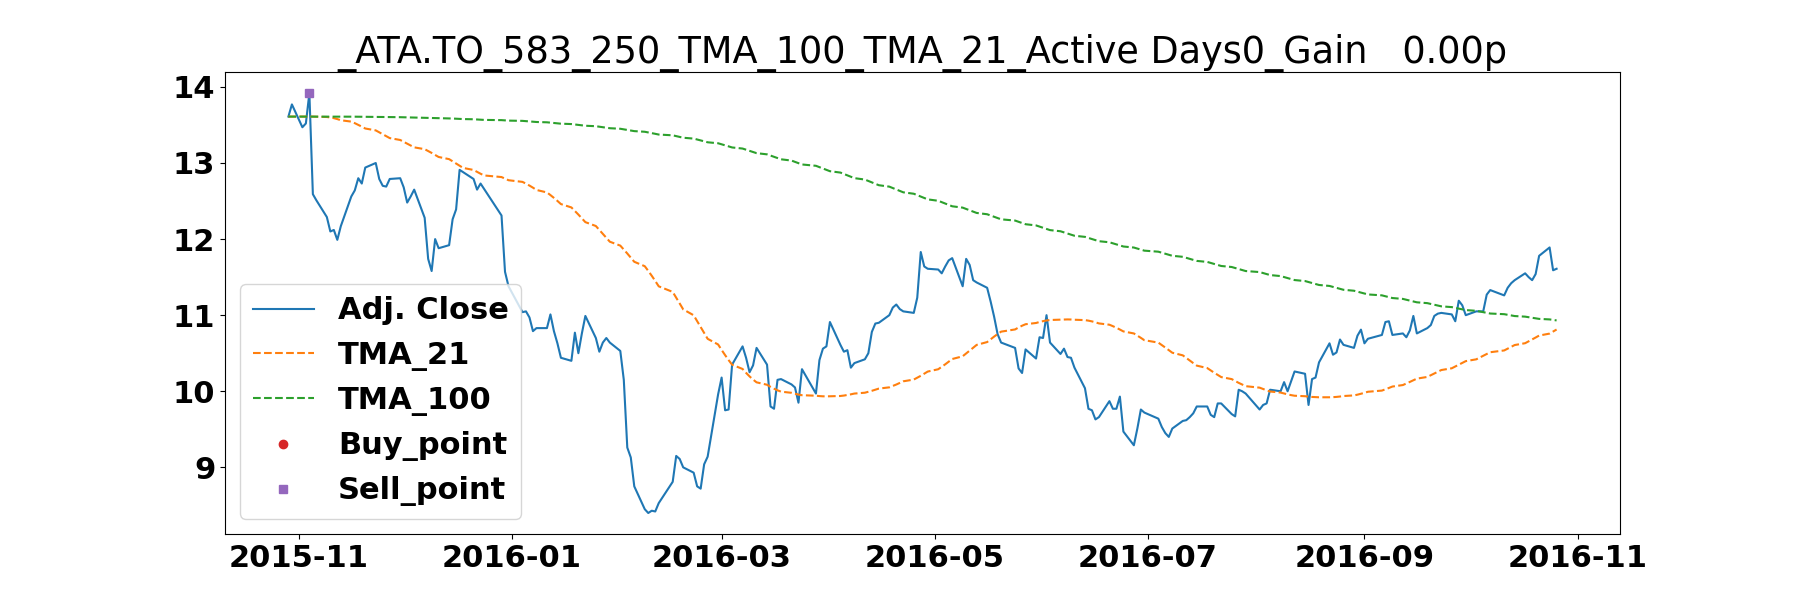 _ATA.TO_583_250_TMA_100_TMA_21_Active Days0_Gain   0.00p
14
13
12
11
10
9
Adj. Close
TMA_21
TMA_100
Buy_point
Sell_point
2015-11 2016-01 2016-03 2016-05 2016-07 2016-09 2016-11